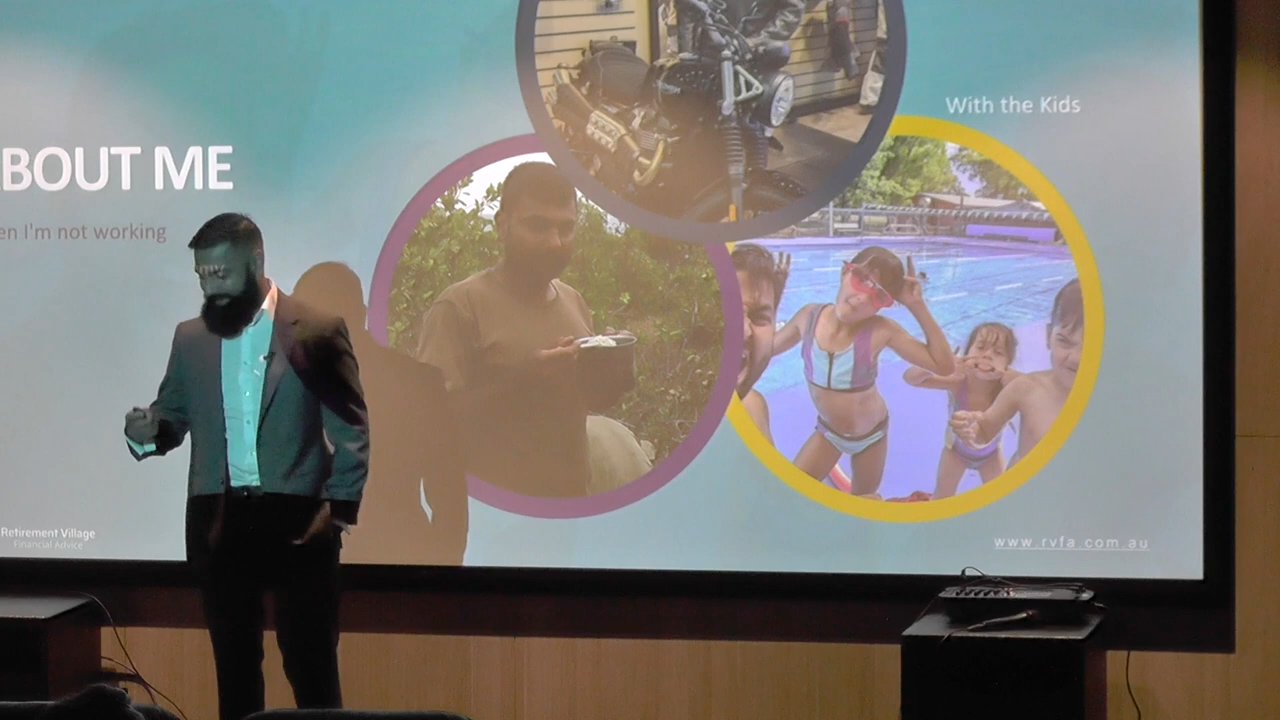 With the Kids
BOUT ME
en I'm not working
Retirement Village
Financial Advice
www.rvfa.com.au